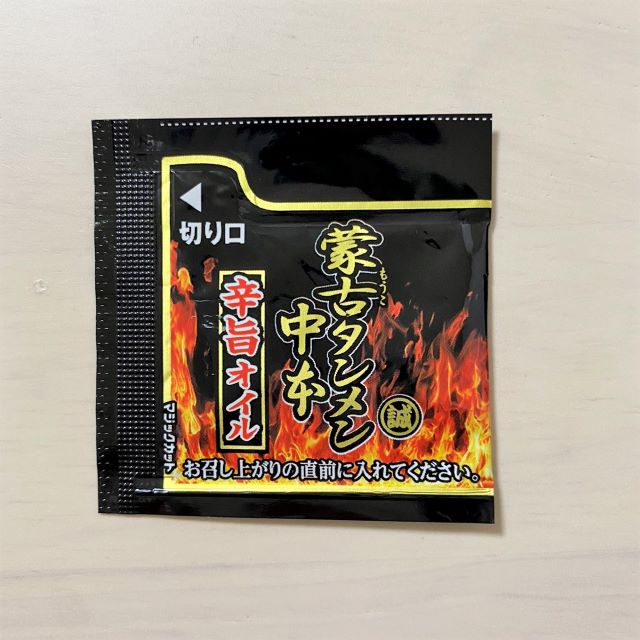 切り口
蒙古タンメン
もうこ
中本
誠
辛旨オイル
マジックカット
お召し上がりの直前に入れてください。